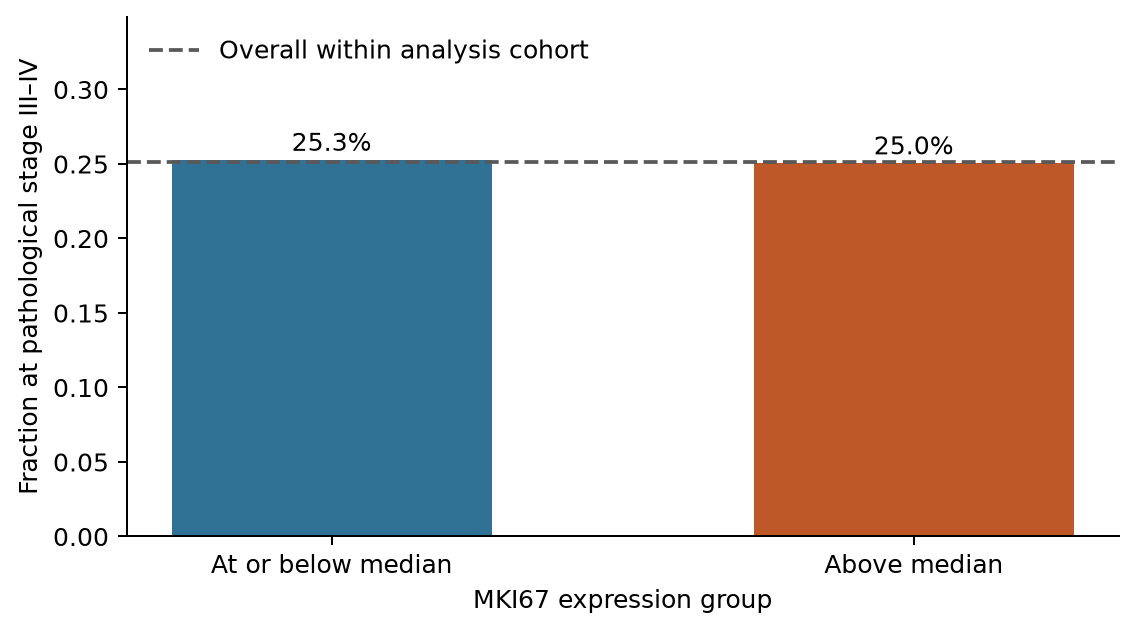 Overall within analysis cohort
Fraction at pathological stage III–IV
0.30
0.25
0.20
0.15
0.10
0.05
0.00
25.3%
25.0%
At or below median
Above median
MKI67 expression group